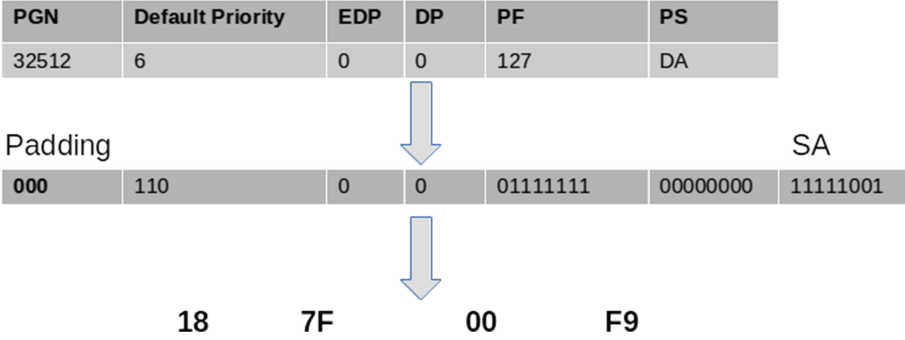 PGN Default Priority EDP DP PF PS
32512 6 0 0 127 DA
Padding SA
000 110 0 0 01111111 00000000 11111001
18 7F 00 F9